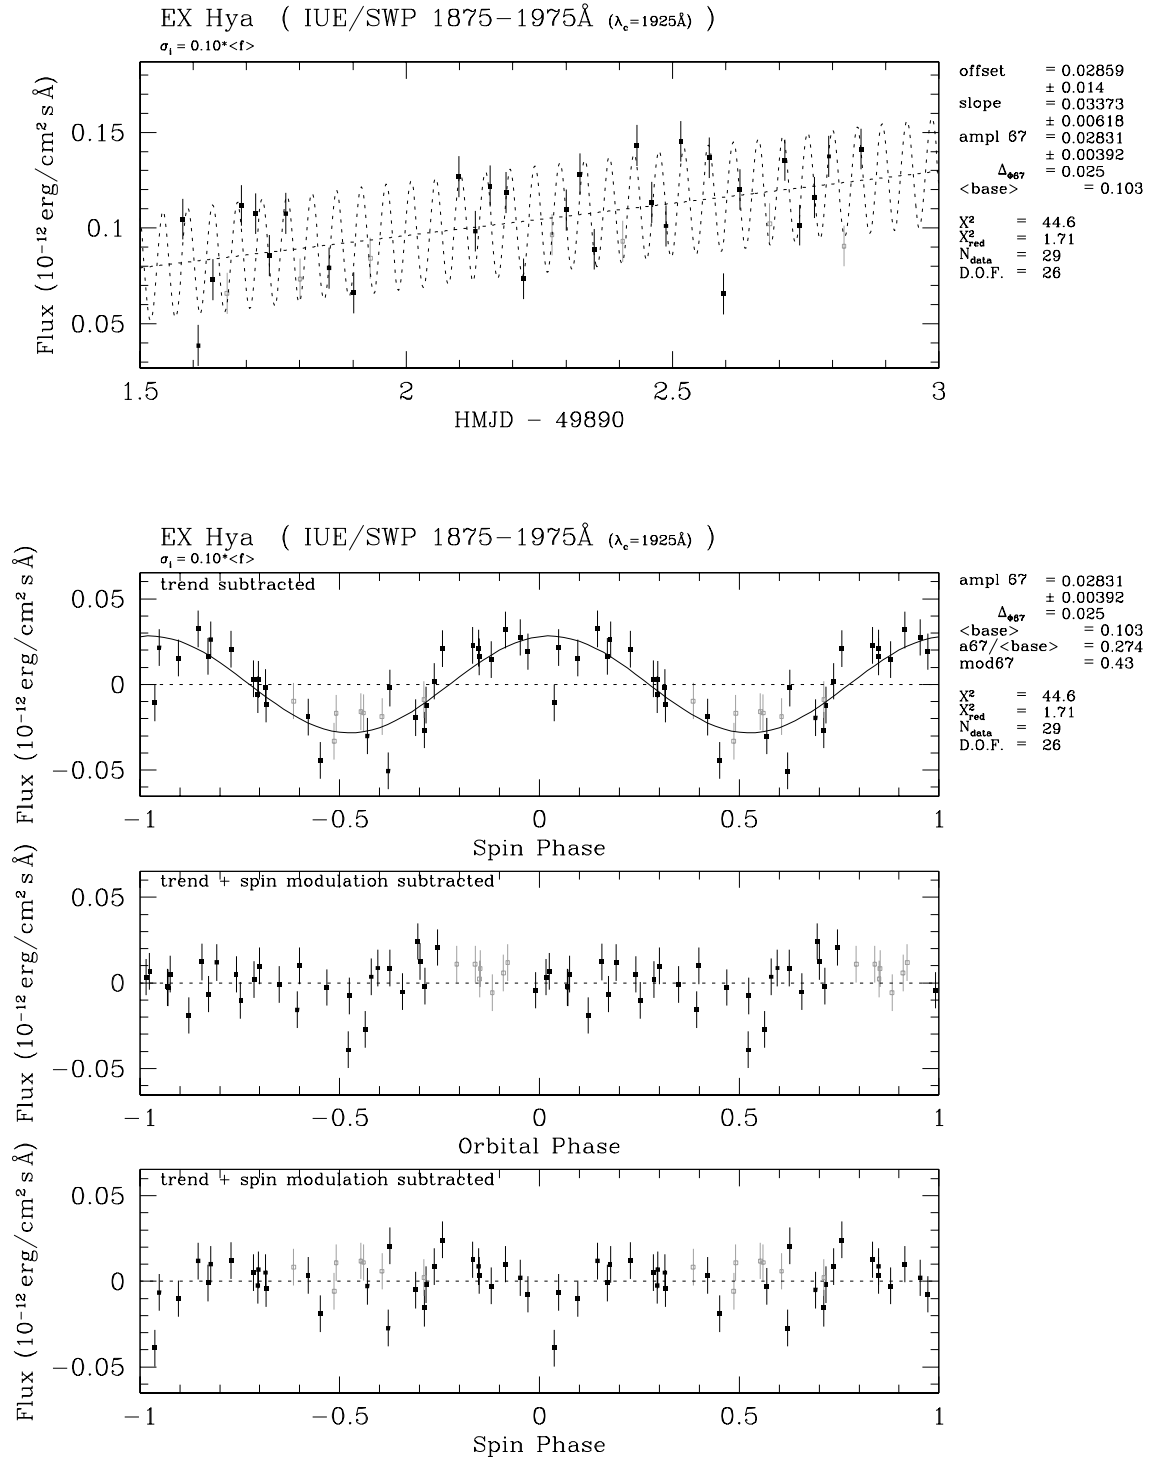 EX Hya ( IUE/SWP 1875−1975Å (λc=1925Å) )
σi = 0.10*<f>
Flux (10−12 erg/cm2 s Å)
0.15
0.1
0.05
1.5
2
2.5
3
HMJD − 49890
offset = 0.02859
± 0.014
slope = 0.03373
± 0.00618
ampl 67 = 0.02831
± 0.00392
ΔΦ67 = 0.025
<base> = 0.103
X2 = 44.6
X2red = 1.71
Ndata = 29
D.O.F. = 26
EX Hya ( IUE/SWP 1875−1975Å (λc=1925Å) )
σi = 0.10*<f>
trend subtracted
Flux (10−12 erg/cm2 s Å)
0.05
0
−0.05
−1
−0.5
0
0.5
1
Spin Phase
ampl 67 = 0.02831
± 0.00392
ΔΦ67 = 0.025
<base> = 0.103
a67/<base> = 0.274
mod67 = 0.43
X2 = 44.6
X2red = 1.71
Ndata = 29
D.O.F. = 26
trend + spin modulation subtracted
Flux (10−12 erg/cm2 s Å)
0.05
0
−0.05
−1
−0.5
0
0.5
1
Orbital Phase
trend + spin modulation subtracted
Flux (10−12 erg/cm2 s Å)
0.05
0
−0.05
−1
−0.5
0
0.5
1
Spin Phase